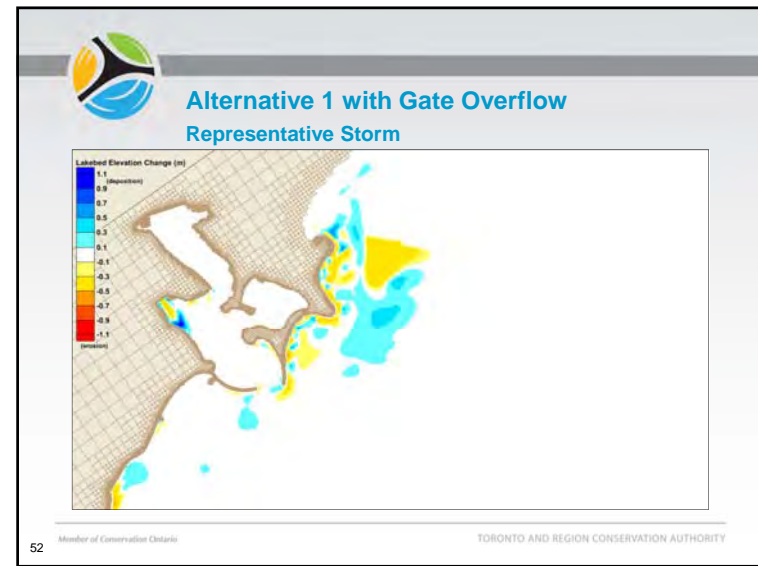 Alternative 1 with Gate Overflow
Representative Storm
Lakebed Elevation Change (m)
1.1
(deposition)
0.9
0.7
0.5
0.3
0.1
-0.1
-0.3
-0.5
-0.7
-0.9
-1.1
(erosion)
52
Member of Conservation Ontario
TORONTO AND REGION CONSERVATION AUTHORITY